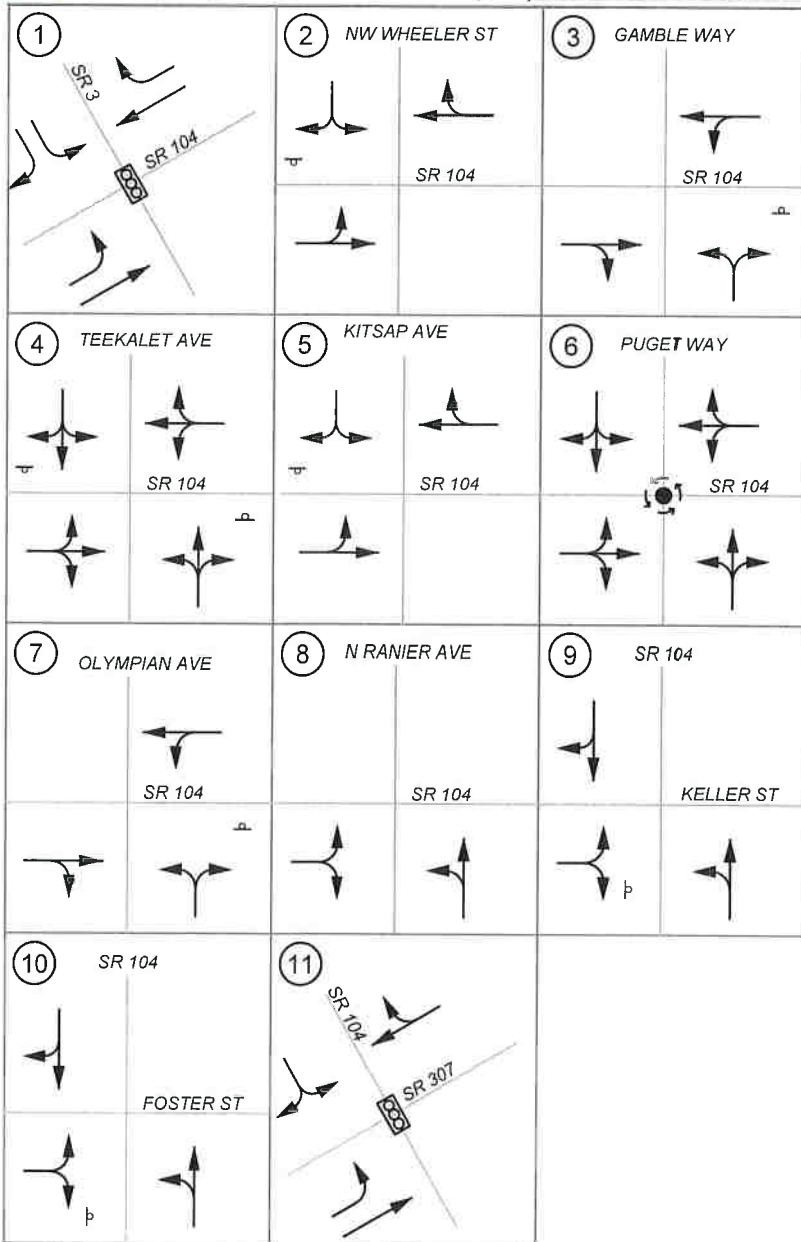 1
SR 3
SR 104
2
NW WHEELER ST
SR 104
3
GAMBLE WAY
SR 104
4
TEEKALET AVE
SR 104
5
KITSAP AVE
SR 104
6
PUGET WAY
SR 104
7
OLYMPIAN AVE
SR 104
8
N RANIER AVE
SR 104
9
SR 104
KELLER ST
10
SR 104
FOSTER ST
11
SR 104
SR 307